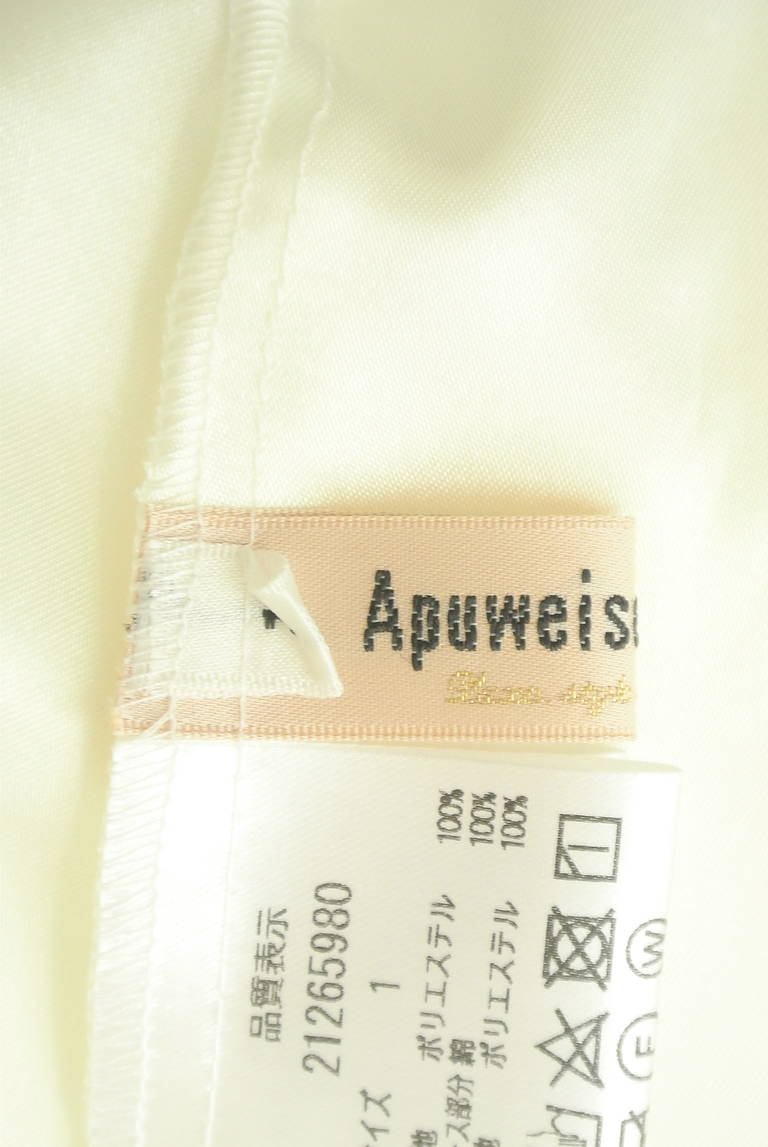 Apuweis
品質表示
21265980
イズ 1
地 ポリエステル 100%
ス部分 綿 100%
地 ポリエステル 100%
W
F